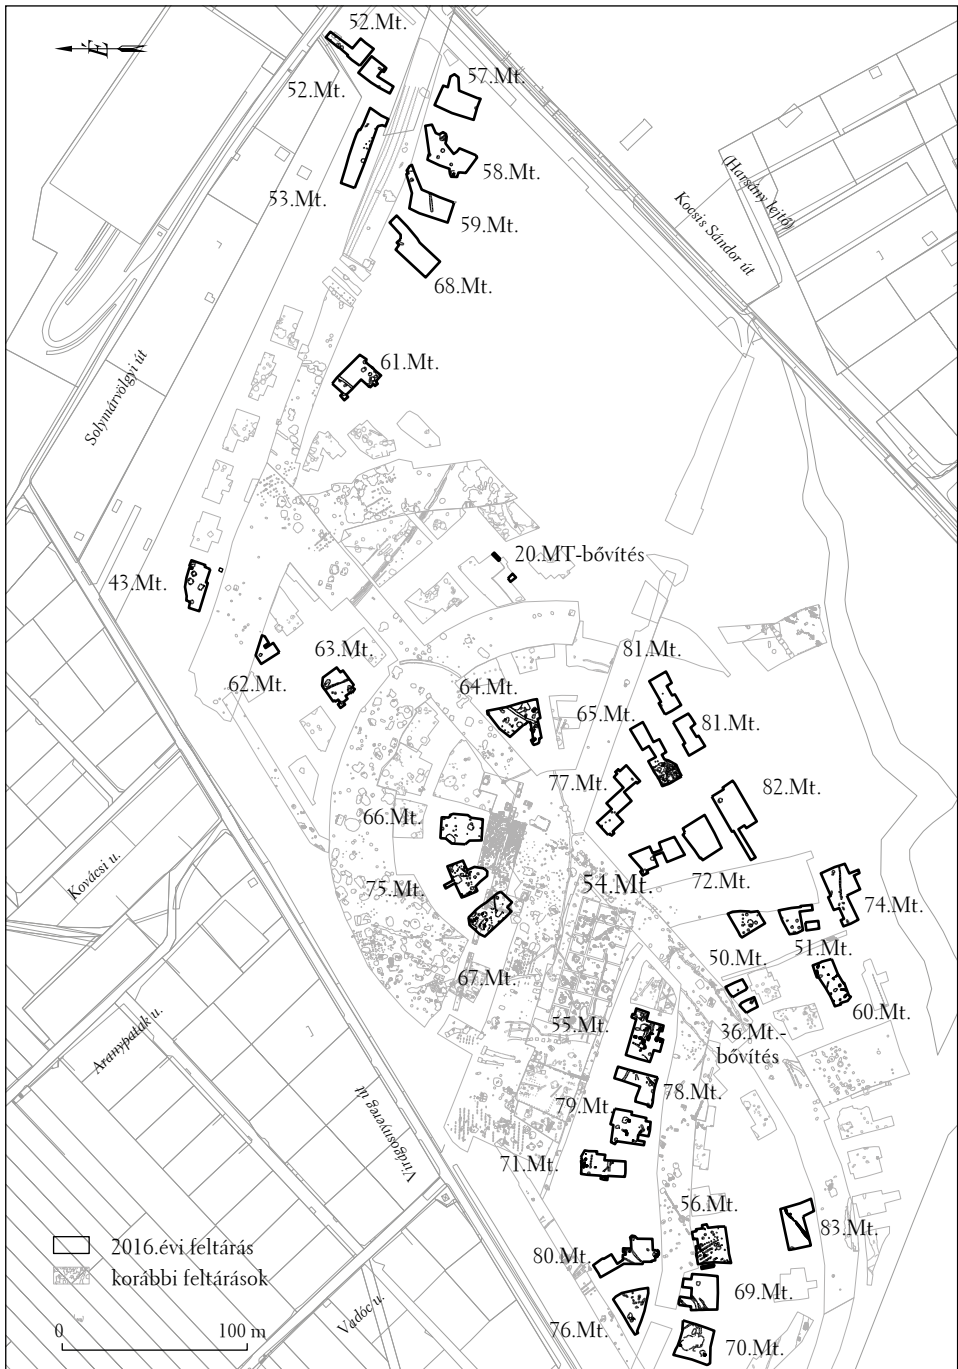 52.Mt.
É
57.Mt.
52.Mt.
58.Mt.
53.Mt.
(Harsány lejtő)
59.Mt.
Kocsis Sándor út
68.Mt.
61.Mt.
Solymárvölgyi út
20.MT-bővítés
43.Mt.
63.Mt.
81.Mt.
62.Mt.
64.Mt.
65.Mt.
81.Mt.
77.Mt.
82.Mt.
66.Mt.
Kovácsi u.
75.Mt.
54.Mt.
72.Mt.
74.Mt.
50.Mt.
51.Mt.
67.Mt.
60.Mt.
Aranypatak u.
55.Mt.
36.Mt.-
bővítés
78.Mt.
Virágosnyereg út
79.Mt.
71.Mt.
56.Mt.
83.Mt.
2016.évi feltárás
80.Mt.
korábbi feltárások
69.Mt.
Vadóc u.
0 100 m
76.Mt.
70.Mt.